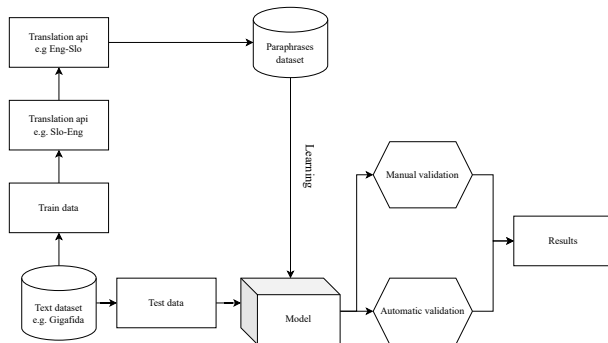 Translation api
e.g Eng-Slo
Paraphrases
dataset
Translation api
e.g. Slo-Eng
Learning
Manual validation
Train data
Results
Text dataset
e.g. Gigafida
Test data
Model
Automatic validation